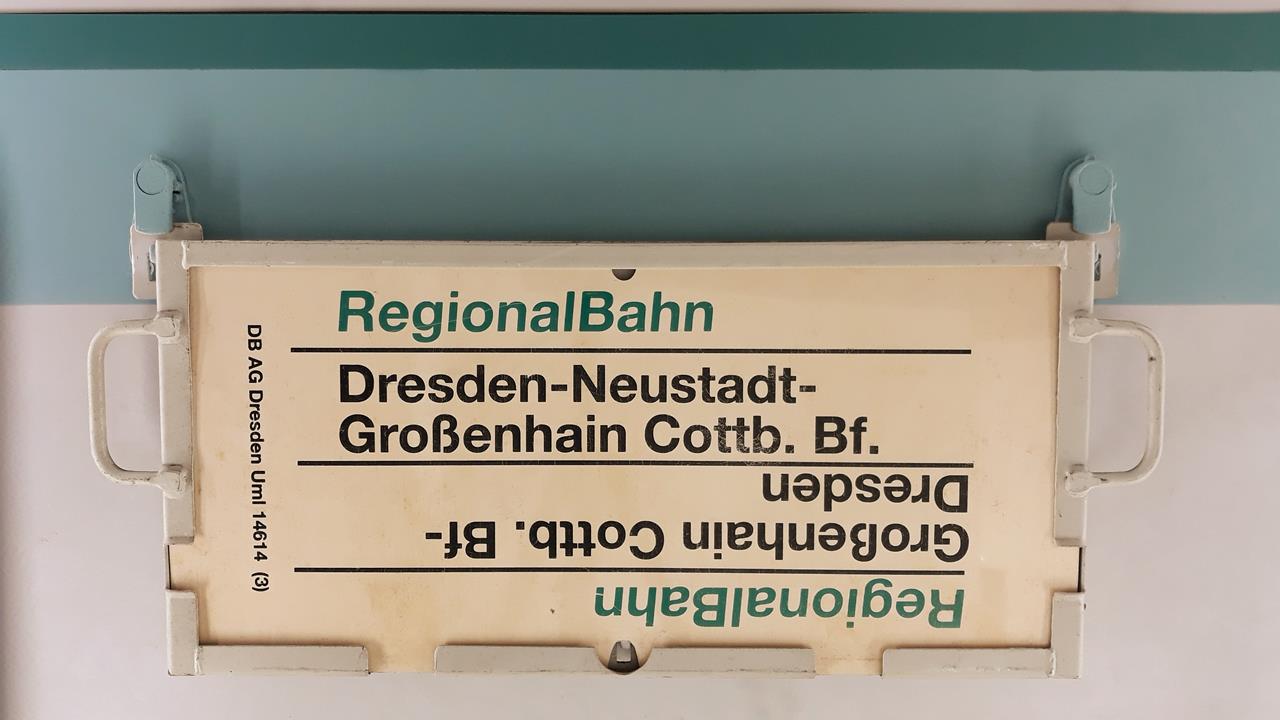 RegionalBahn
Dresden-Neustadt-
Großenhain Cottb. Bf.
RegionalBahn
Großenhain Cottb. Bf-
Dresden
DB AG Dresden Uml 14614 (3)